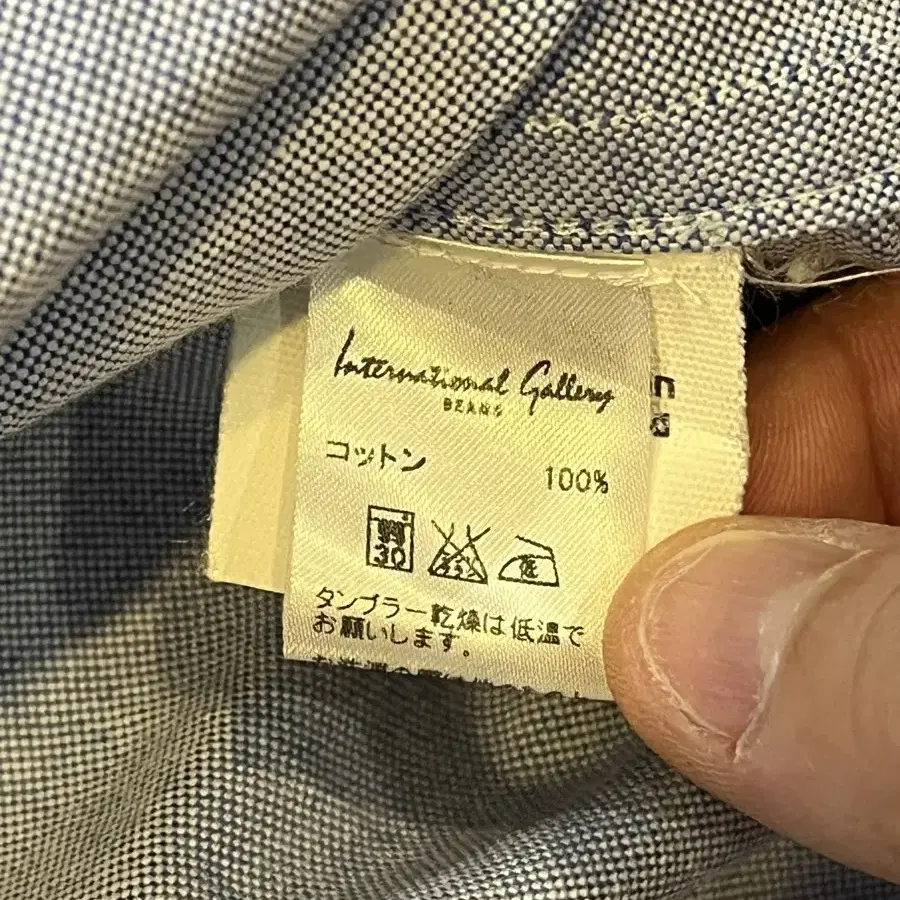 International Gallery
BEAMS
コットン 100%
30
低
タンブラー乾燥は低温で
お願いします。